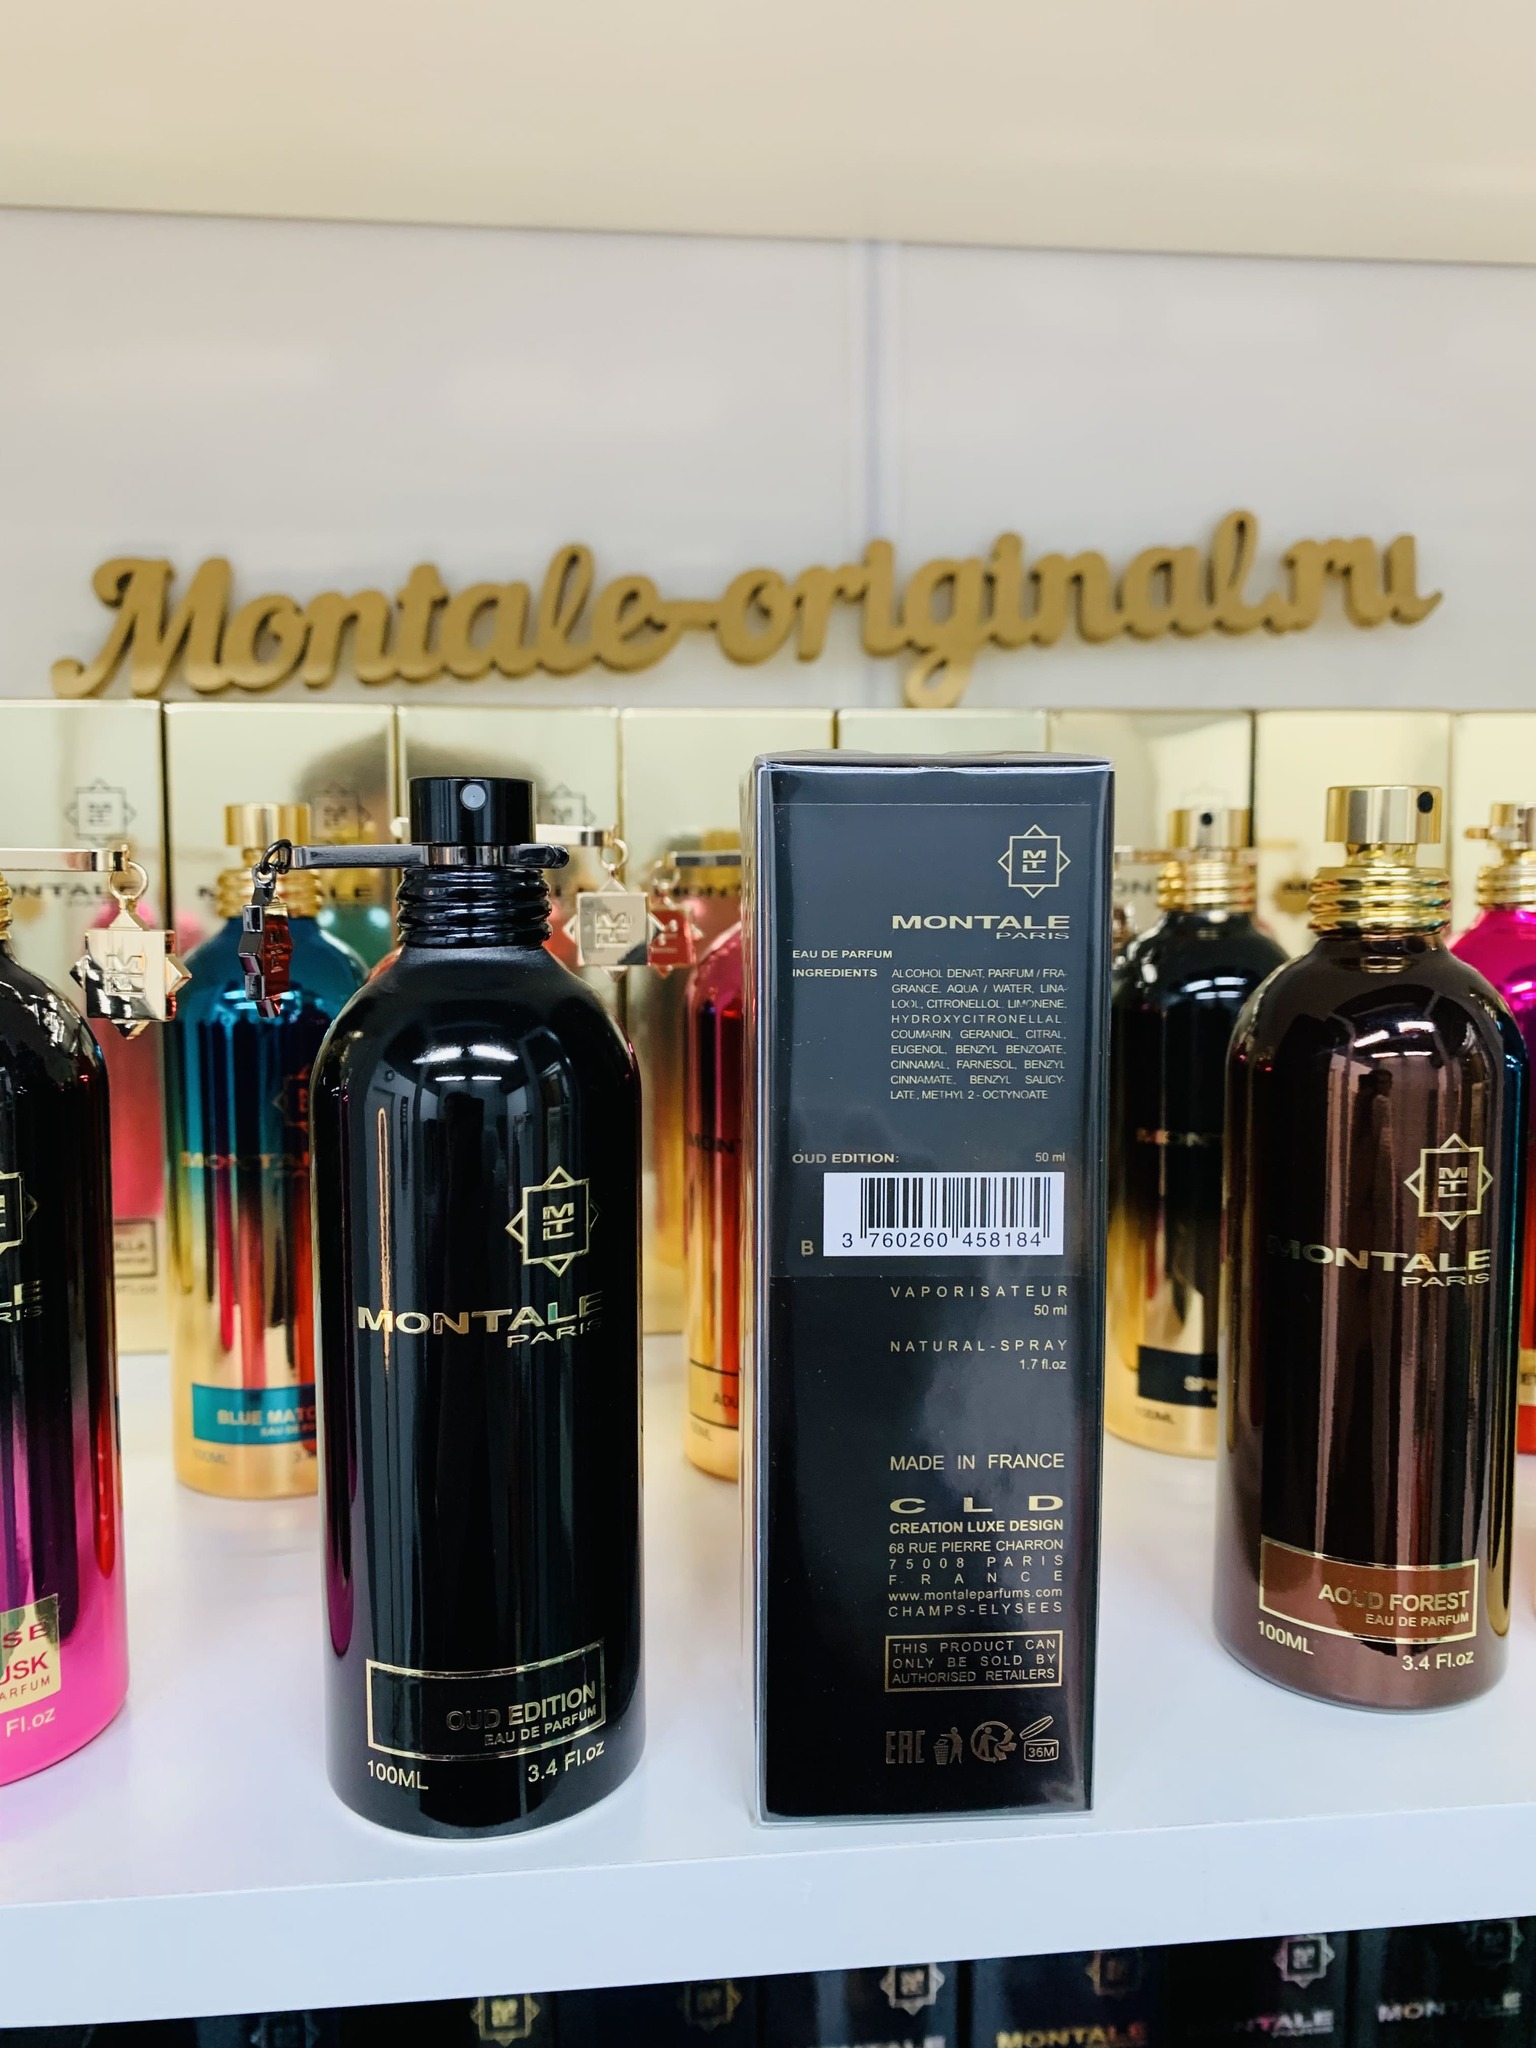 Montale-original.ru
MONTALE
PARIS
EAU DE PARFUM
INGREDIENTS ALCOHOL DENAT, PARFUM / FRA-
GRANCE, AQUA / WATER, LINA-
LOOL, CITRONELLOL, LIMONENE,
HYDROXYCITRONELLAL,
COUMARIN, GERANIOL, CITRAL,
EUGENOL, BENZYL BENZOATE,
CINNAMAL, FARNESOL, BENZYL
CINNAMATE, BENZYL SALICY-
LATE, METHYL 2 - OCTYNOATE
OUD EDITION: 50 ml
B 3 760260 458184
VAPORISATEUR
50 ml
NATURAL-SPRAY
1.7 fl.oz
MADE IN FRANCE
CLD
CREATION LUXE DESIGN
68 RUE PIERRE CHARRON
75008 PARIS
FRANCE
www.montaleparfums.com
CHAMPS-ELYSEES
THIS PRODUCT CAN
ONLY BE SOLD BY
AUTHORISED RETAILERS
EAC
36M
MONTALE
PARIS
OUD EDITION
EAU DE PARFUM
100ML 3.4 Fl.oz
MONTALE
PARIS
AOUD FOREST
EAU DE PARFUM
100ML 3.4 Fl.oz
BLUE MATC
100ML
USK
Fl.oz
MONTALE
MONTALE